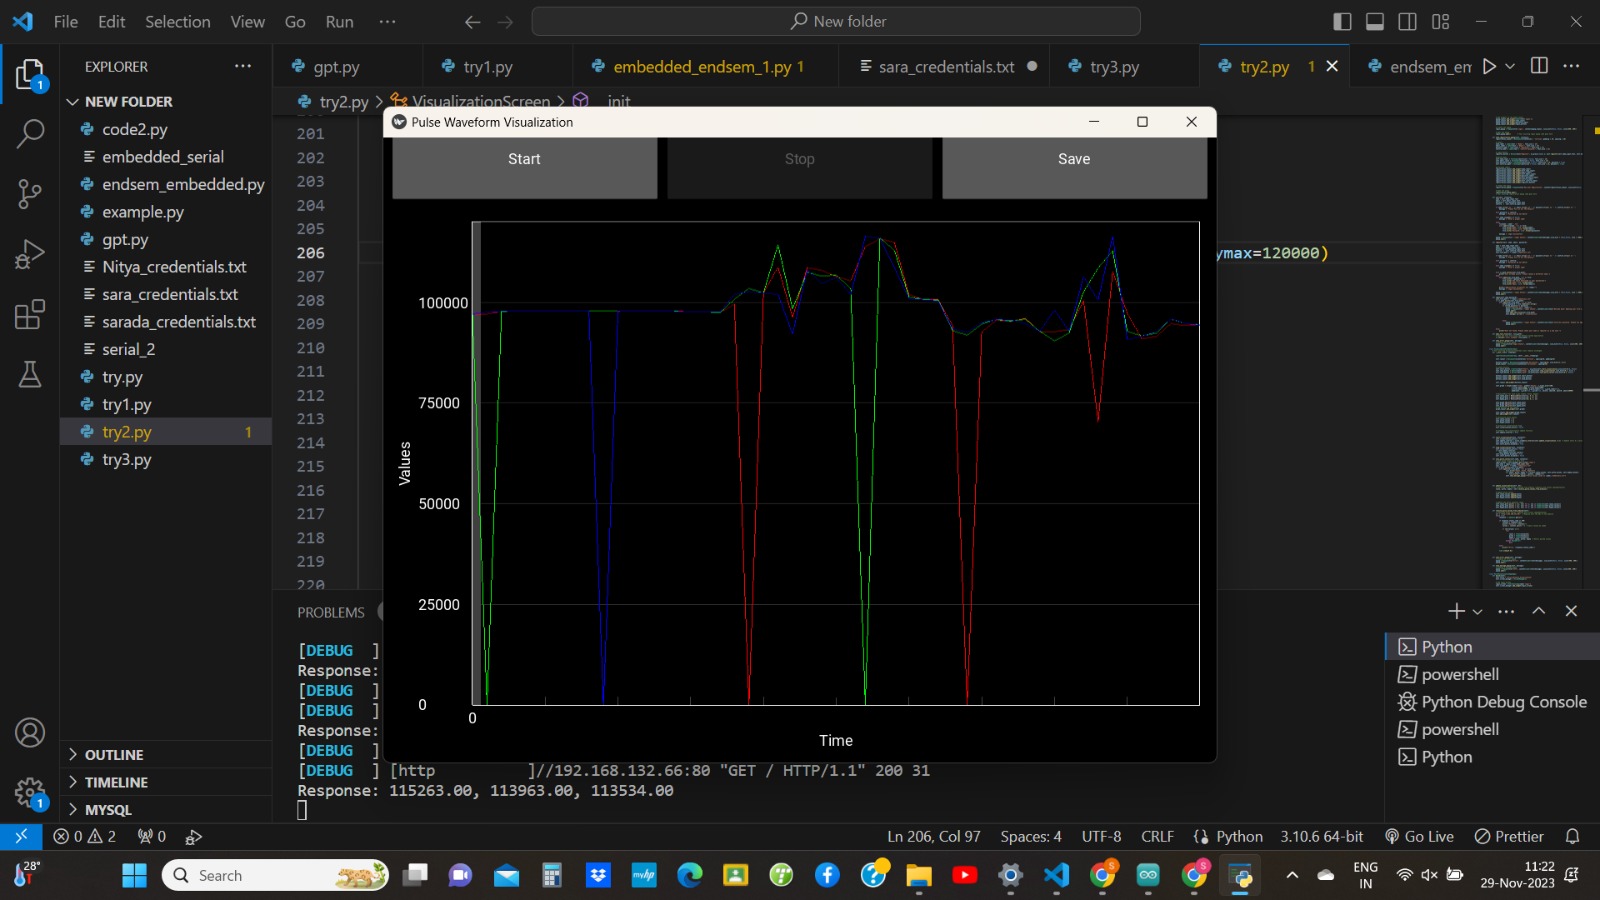 File Edit Selection View Go Run ···
New folder
EXPLORER
NEW FOLDER
code2.py
embedded_serial
endsem_embedded.py
example.py
gpt.py
Nitya_credentials.txt
sara_credentials.txt
sarada_credentials.txt
serial_2
try.py
try1.py
try2.py 1
try3.py
OUTLINE
TIMELINE
MYSQL
1
1
gpt.py
try1.py
embedded_endsem_1.py 1
sara_credentials.txt
try3.py
try2.py 1
endsem_em
try2.py > VisualizationScreen > init
201
202
203
204
205
206
207
208
209
210
211
212
213
214
215
216
217
218
219
220
ymax=120000)
Pulse Waveform Visualization
Start
Stop
Save
100000
75000
50000
25000
0
0
Values
Time
PROBLEMS
[DEBUG ]
Response:
[DEBUG ]
[DEBUG ]
Response:
[DEBUG ]
[DEBUG ] [http ]//192.168.132.66:80 "GET / HTTP/1.1" 200 31
Response: 115263.00, 113963.00, 113534.00
Python
powershell
Python Debug Console
powershell
Python
0 2 0
Ln 206, Col 97 Spaces: 4 UTF-8 CRLF Python 3.10.6 64-bit Go Live Prettier
28°
Search
myhp
ENG
IN
11:22
29-Nov-2023